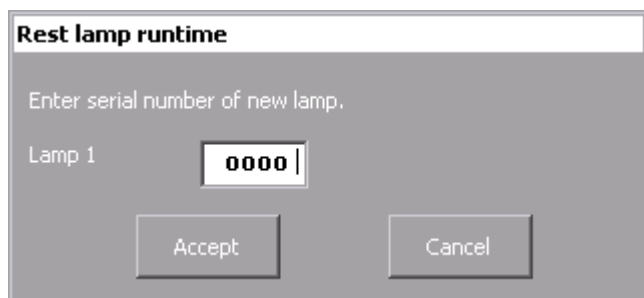 Rest lamp runtime
Enter serial number of new lamp.
Lamp 1 0000
Accept Cancel